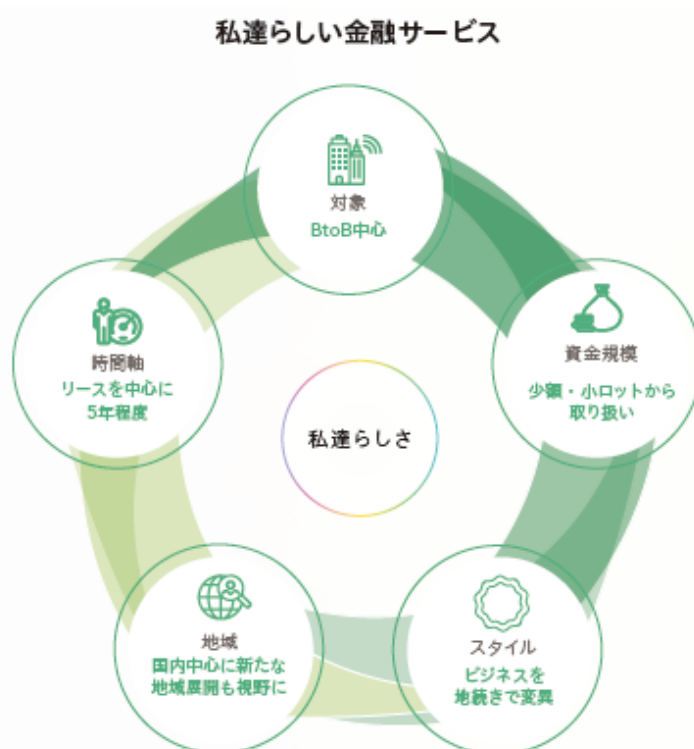 私達らしい金融サービス
対象
BtoB中心
時間軸
リースを中心に
5年程度
資金規模
少額・小ロットから
取り扱い
私達らしさ
地域
国内中心に新たな
地域展開も視野に
スタイル
ビジネスを
地続きで変異